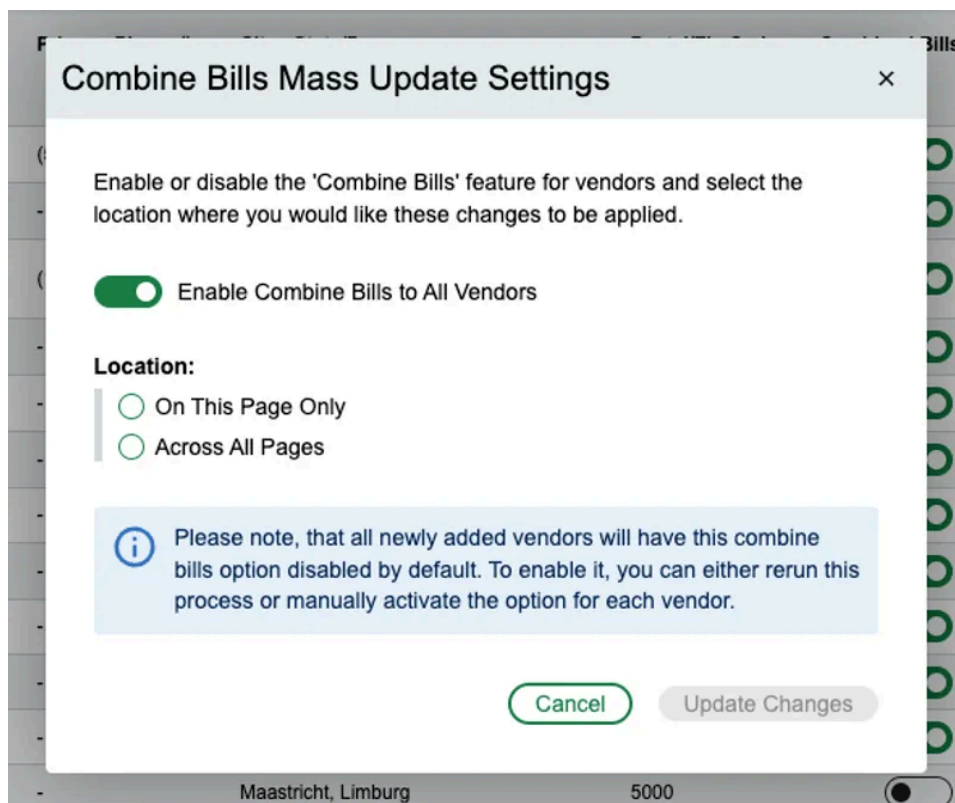 Combine Bills Mass Update Settings
Enable or disable the 'Combine Bills' feature for vendors and select the
location where you would like these changes to be applied.
Enable Combine Bills to All Vendors
Location:
On This Page Only
Across All Pages
Please note, that all newly added vendors will have this combine
bills option disabled by default. To enable it, you can either rerun this
process or manually activate the option for each vendor.
Cancel Update Changes
- Maastricht, Limburg 5000